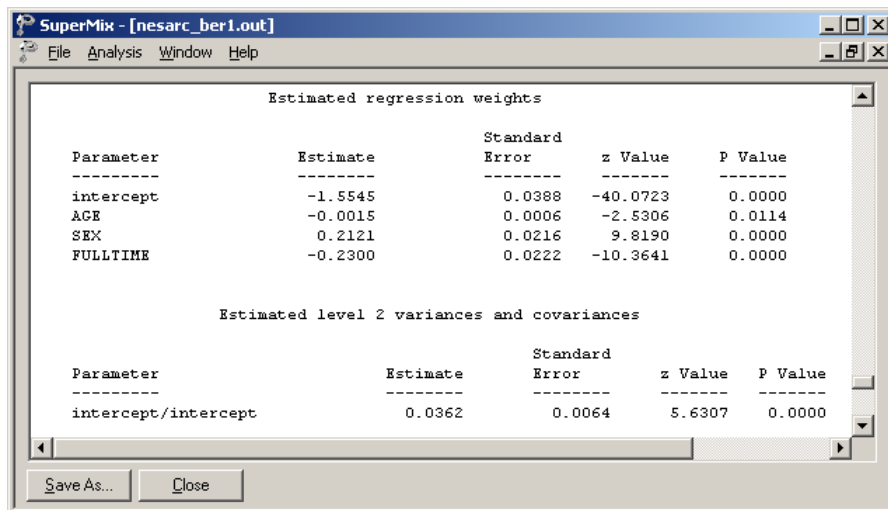 SuperMix - [nesarc_ber1.out]
File Analysis Window Help
Estimated regression weights
Standard
Parameter Estimate Error z Value P Value
--------- -------- -------- ------- -------
intercept -1.5545 0.0388 -40.0723 0.0000
AGE -0.0015 0.0006 -2.5306 0.0114
SEX 0.2121 0.0216 9.8190 0.0000
FULLTIME -0.2300 0.0222 -10.3641 0.0000
Estimated level 2 variances and covariances
Standard
Parameter Estimate Error z Value P Value
--------- -------- -------- ------- -------
intercept/intercept 0.0362 0.0064 5.6307 0.0000
Save As... Close